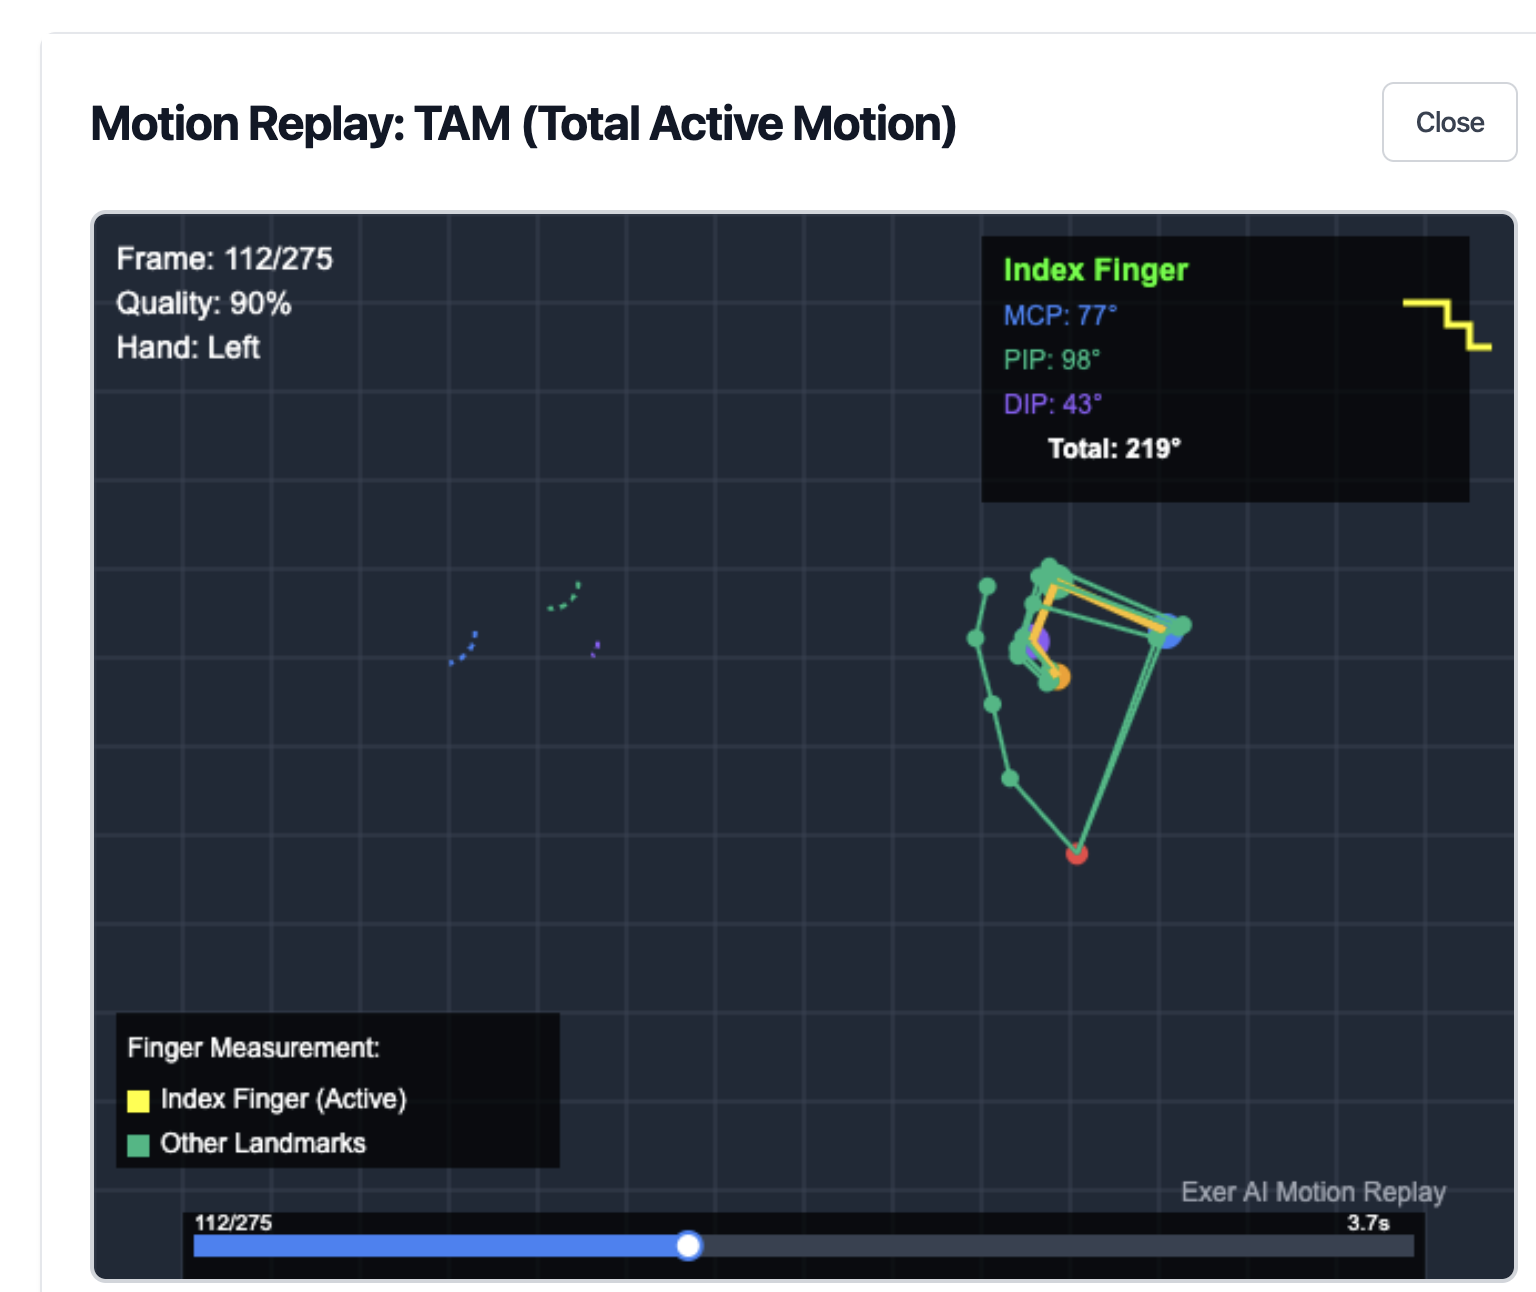 Motion Replay: TAM (Total Active Motion)
Close
Frame: 112/275
Quality: 90%
Hand: Left
Index Finger
MCP: 77°
PIP: 98°
DIP: 43°
Total: 219°
Finger Measurement:
Index Finger (Active)
Other Landmarks
Exer AI Motion Replay
112/275
3.7s